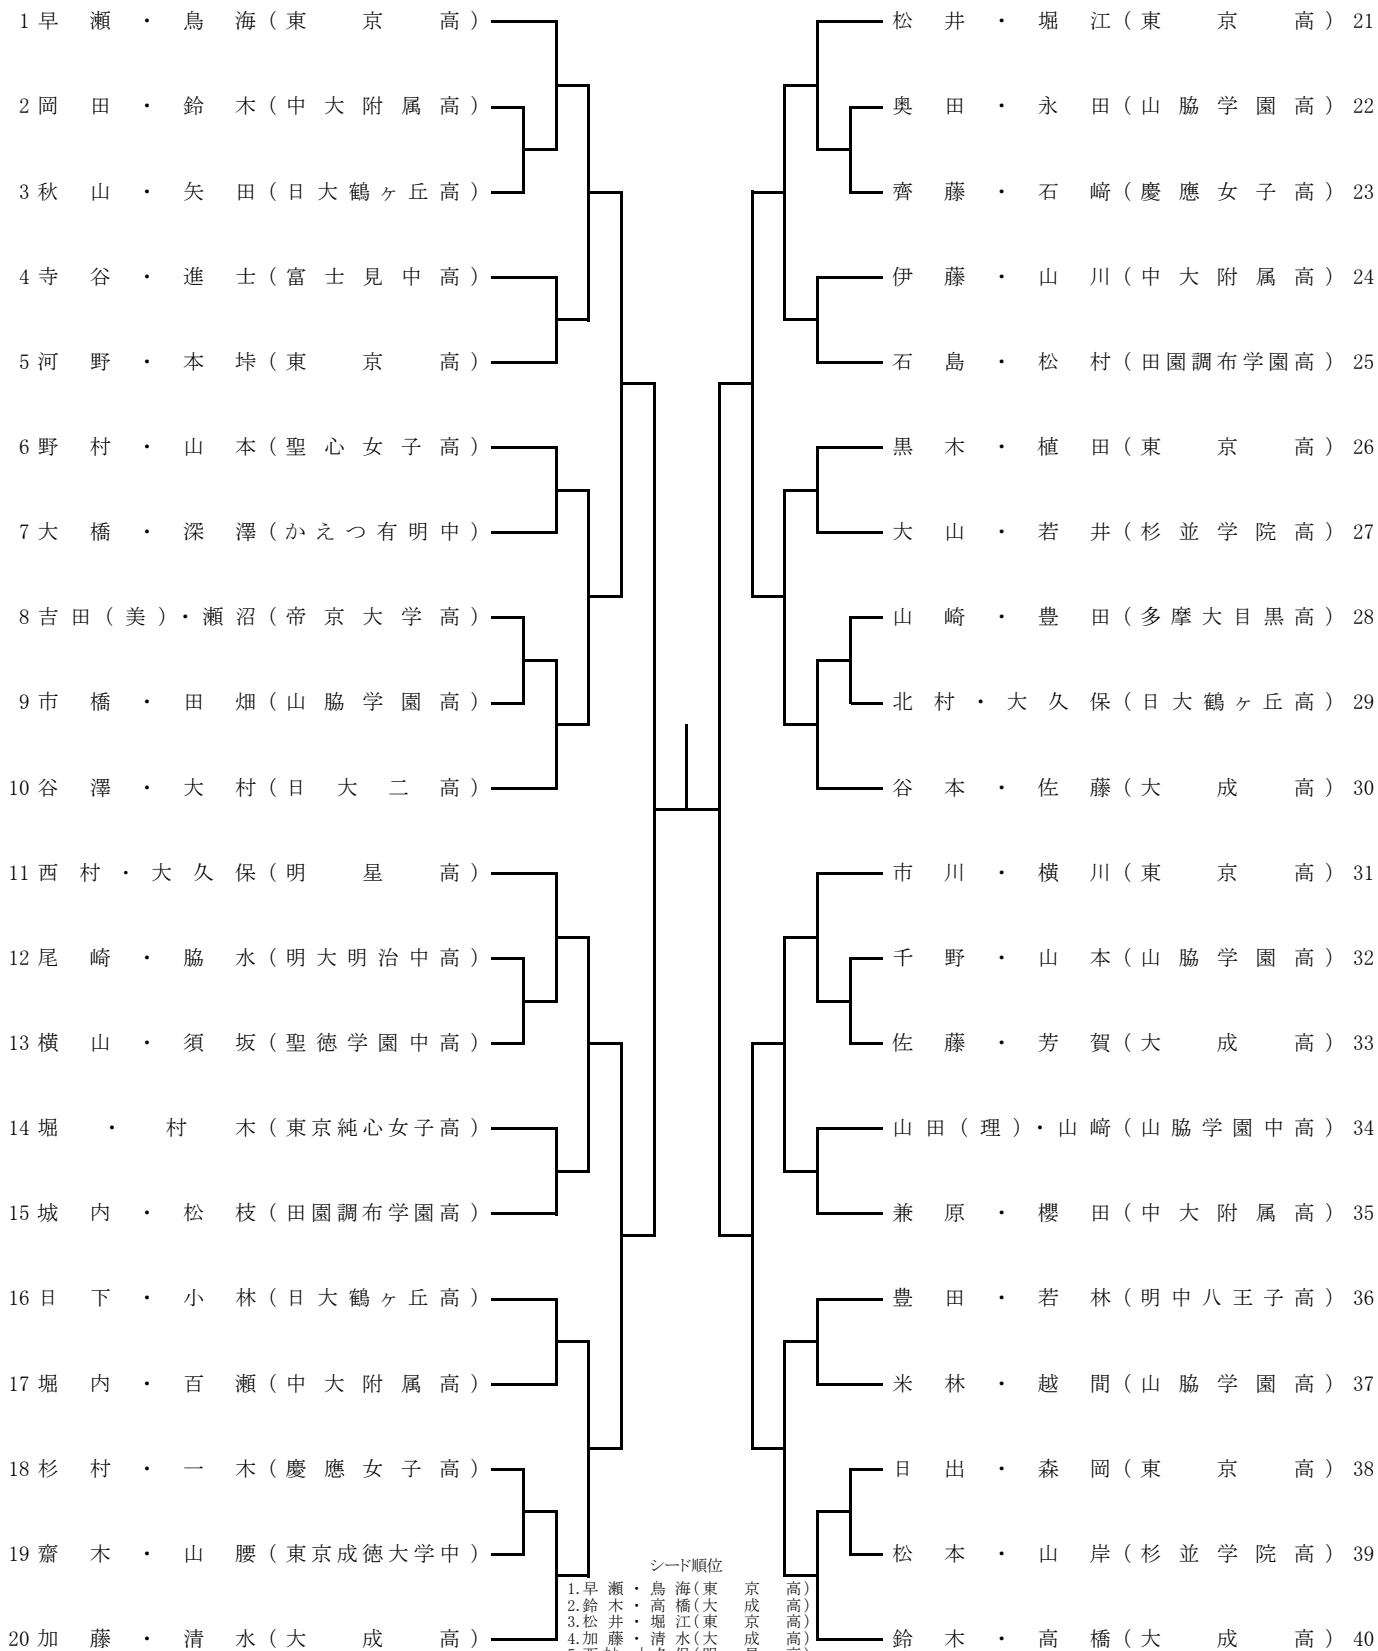 1 早瀬・鳥海(東京高)
2 岡田・鈴木(中大附属高)
3 秋山・矢田(日大鶴ヶ丘高)
4 寺谷・進士(富士見中高)
5 河野・本垰(東京高)
6 野村・山本(聖心女子高)
7 大橋・深澤(かえつ有明中)
8 吉田(美)・瀬沼(帝京大学高)
9 市橋・田畑(山脇学園高)
10 谷澤・大村(日大二高)
11 西村・大久保(明星高)
12 尾崎・脇水(明大明治中高)
13 横山・須坂(聖徳学園中高)
14 堀・村木(東京純心女子高)
15 城内・松枝(田園調布学園高)
16 日下・小林(日大鶴ヶ丘高)
17 堀内・百瀬(中大附属高)
18 杉村・一木(慶應女子高)
19 齋木・山腰(東京成徳大学中)
20 加藤・清水(大成高)
松井・堀江(東京高) 21
奥田・永田(山脇学園高) 22
齊藤・石﨑(慶應女子高) 23
伊藤・山川(中大附属高) 24
石島・松村(田園調布学園高) 25
黒木・植田(東京高) 26
大山・若井(杉並学院高) 27
山崎・豊田(多摩大目黒高) 28
北村・大久保(日大鶴ヶ丘高) 29
谷本・佐藤(大成高) 30
市川・横川(東京高) 31
千野・山本(山脇学園高) 32
佐藤・芳賀(大成高) 33
山田(理)・山﨑(山脇学園中高) 34
兼原・櫻田(中大附属高) 35
豊田・若林(明中八王子高) 36
米林・越間(山脇学園高) 37
日出・森岡(東京高) 38
松本・山岸(杉並学院高) 39
鈴木・高橋(大成高) 40
シード順位
1.早瀬・鳥海(東京高)
2.鈴木・高橋(大成高)
3.松井・堀江(東京高)
4.加藤・清水(大成高)